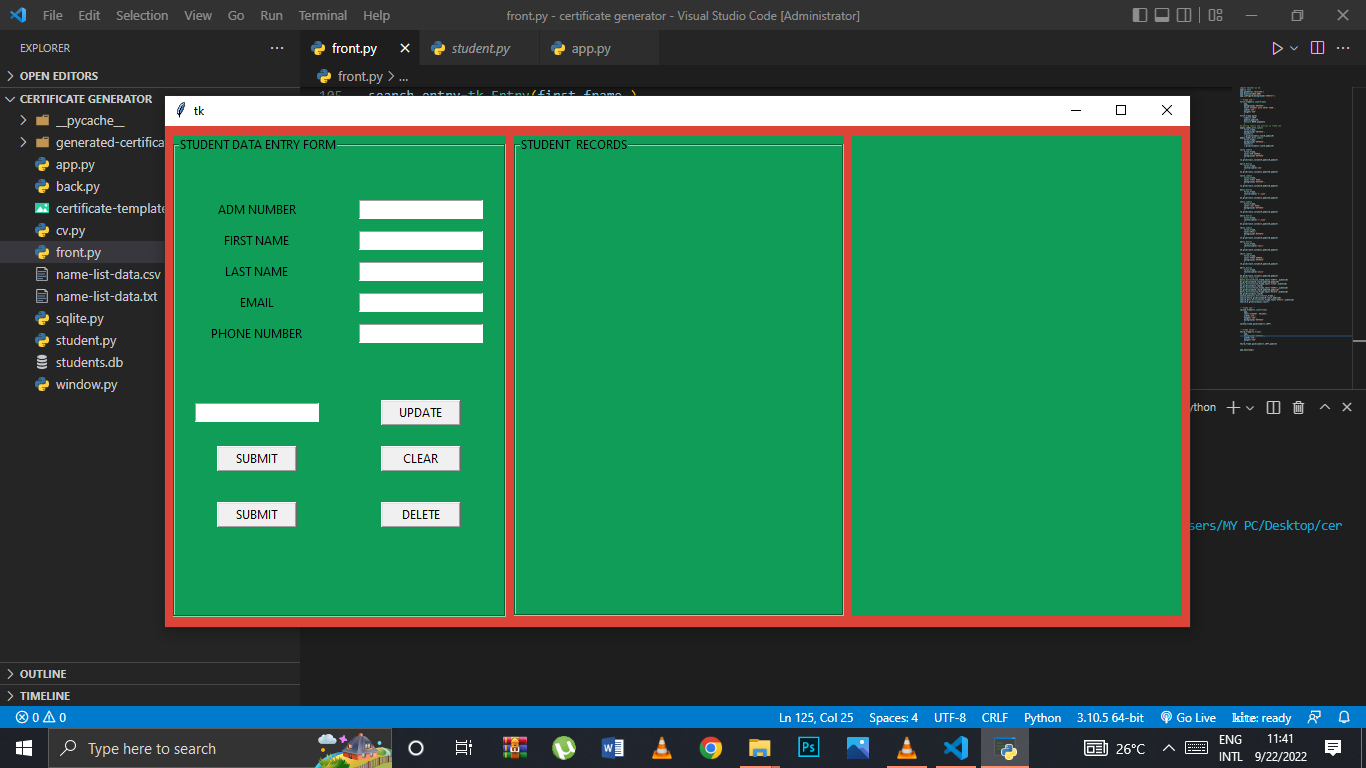 File Edit Selection View Go Run Terminal Help
front.py - certificate generator - Visual Studio Code [Administrator]
EXPLORER
front.py
student.py
app.py
OPEN EDITORS
front.py > ...
CERTIFICATE GENERATOR
105 search_entry=tk.Entry(first_frame,)
__pycache__
generated-certifica
app.py
back.py
certificate-template
cv.py
front.py
name-list-data.csv
name-list-data.txt
sqlite.py
student.py
students.db
window.py
tk
STUDENT DATA ENTRY FORM
ADM NUMBER
FIRST NAME
LAST NAME
EMAIL
PHONE NUMBER
UPDATE
SUBMIT CLEAR
SUBMIT DELETE
STUDENT RECORDS
ython
sers/MY PC/Desktop/cer
OUTLINE
TIMELINE
0 0
Ln 125, Col 25 Spaces: 4 UTF-8 CRLF Python 3.10.5 64-bit Go Live kite: ready
Type here to search
W
Ps
26°C
ENG
INTL
11:41
9/22/2022